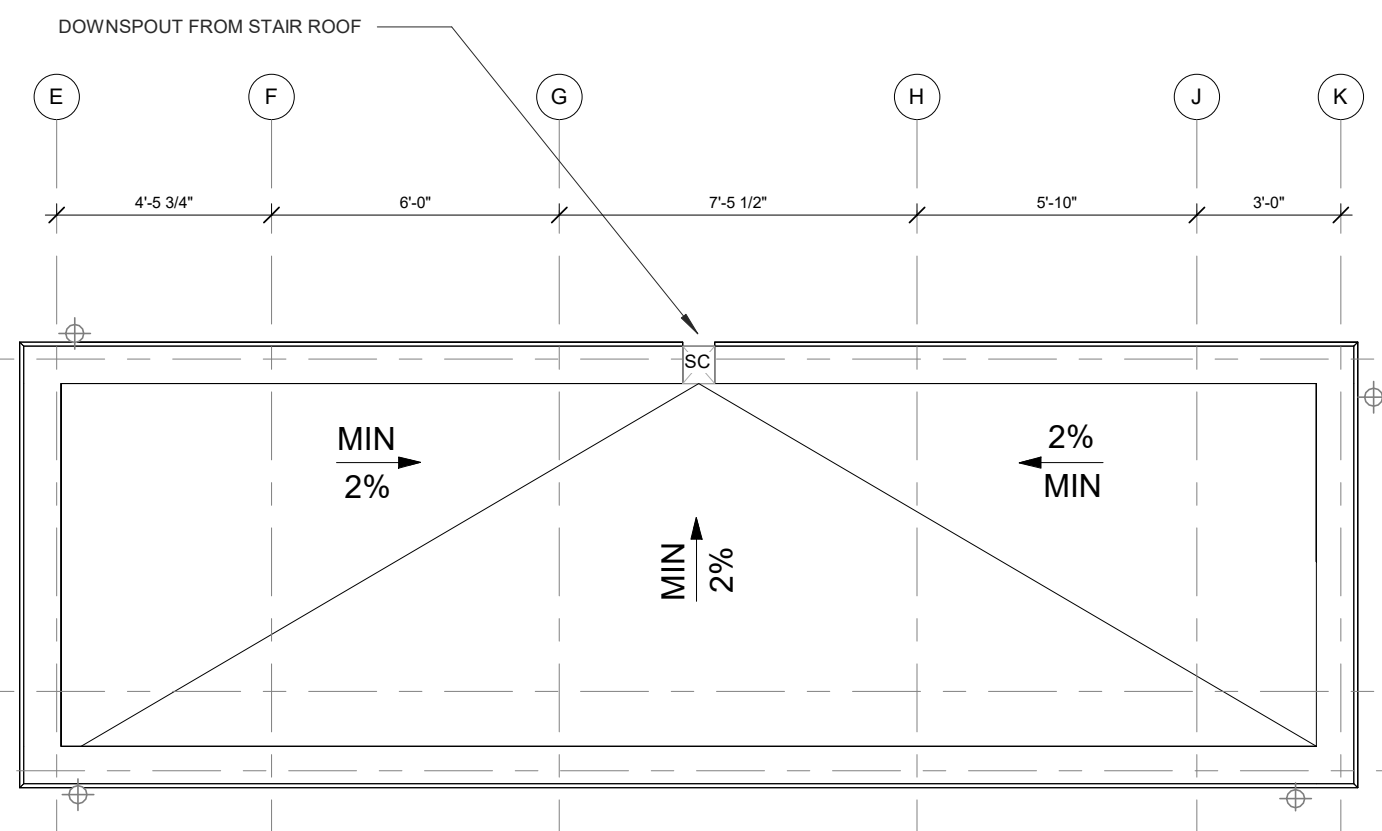 DOWNSPOUT FROM STAIR ROOF
E F G H J K
4'-5 3/4" 6'-0" 7'-5 1/2" 5'-10" 3'-0"
SC
MIN
2%
2%
MIN
MIN
2%